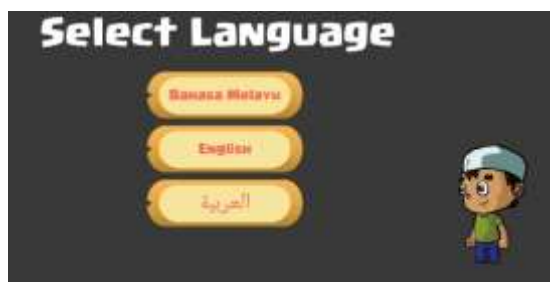 Select Language
Bahasa Melayu
English
العربية